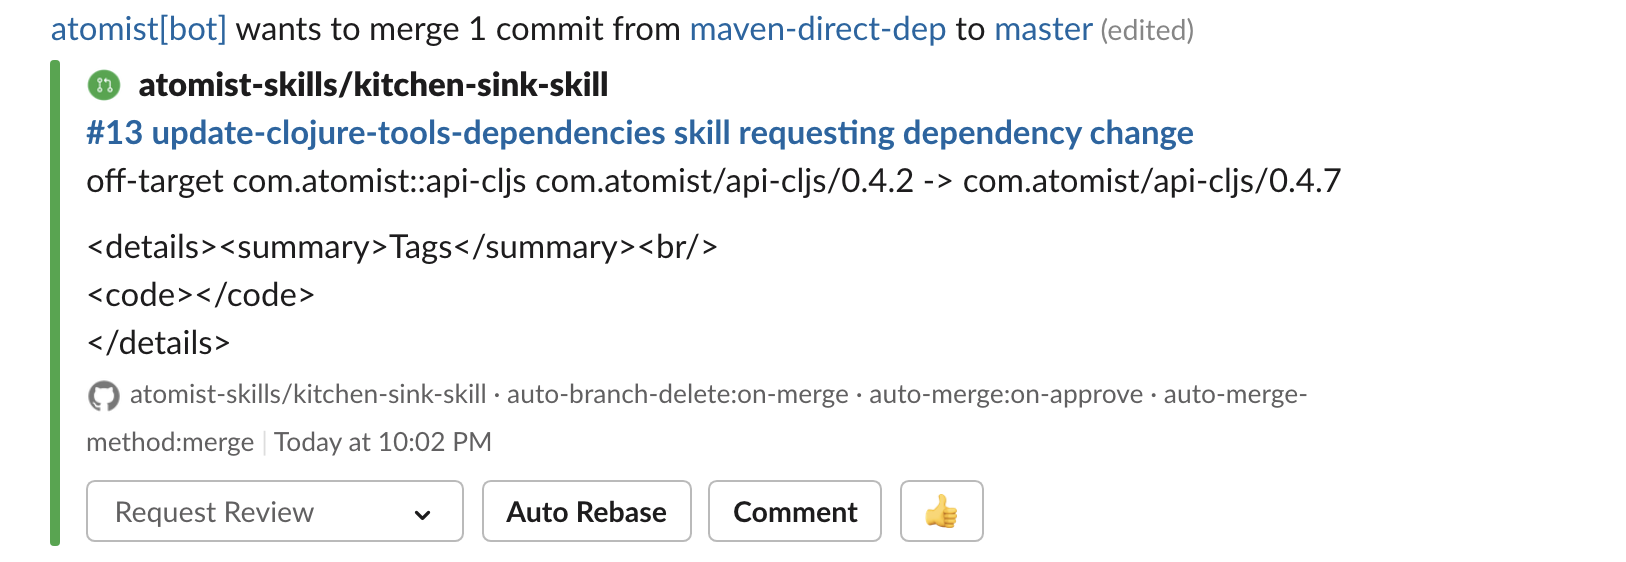 atomist[bot] wants to merge 1 commit from maven-direct-dep to master (edited)
atomist-skills/kitchen-sink-skill
#13 update-clojure-tools-dependencies skill requesting dependency change
off-target com.atomist::api-cljs com.atomist/api-cljs/0.4.2 -> com.atomist/api-cljs/0.4.7
<details><summary>Tags</summary><br/>
<code></code>
</details>
atomist-skills/kitchen-sink-skill · auto-branch-delete:on-merge · auto-merge:on-approve · auto-merge-
method:merge | Today at 10:02 PM
Request Review
Auto Rebase
Comment